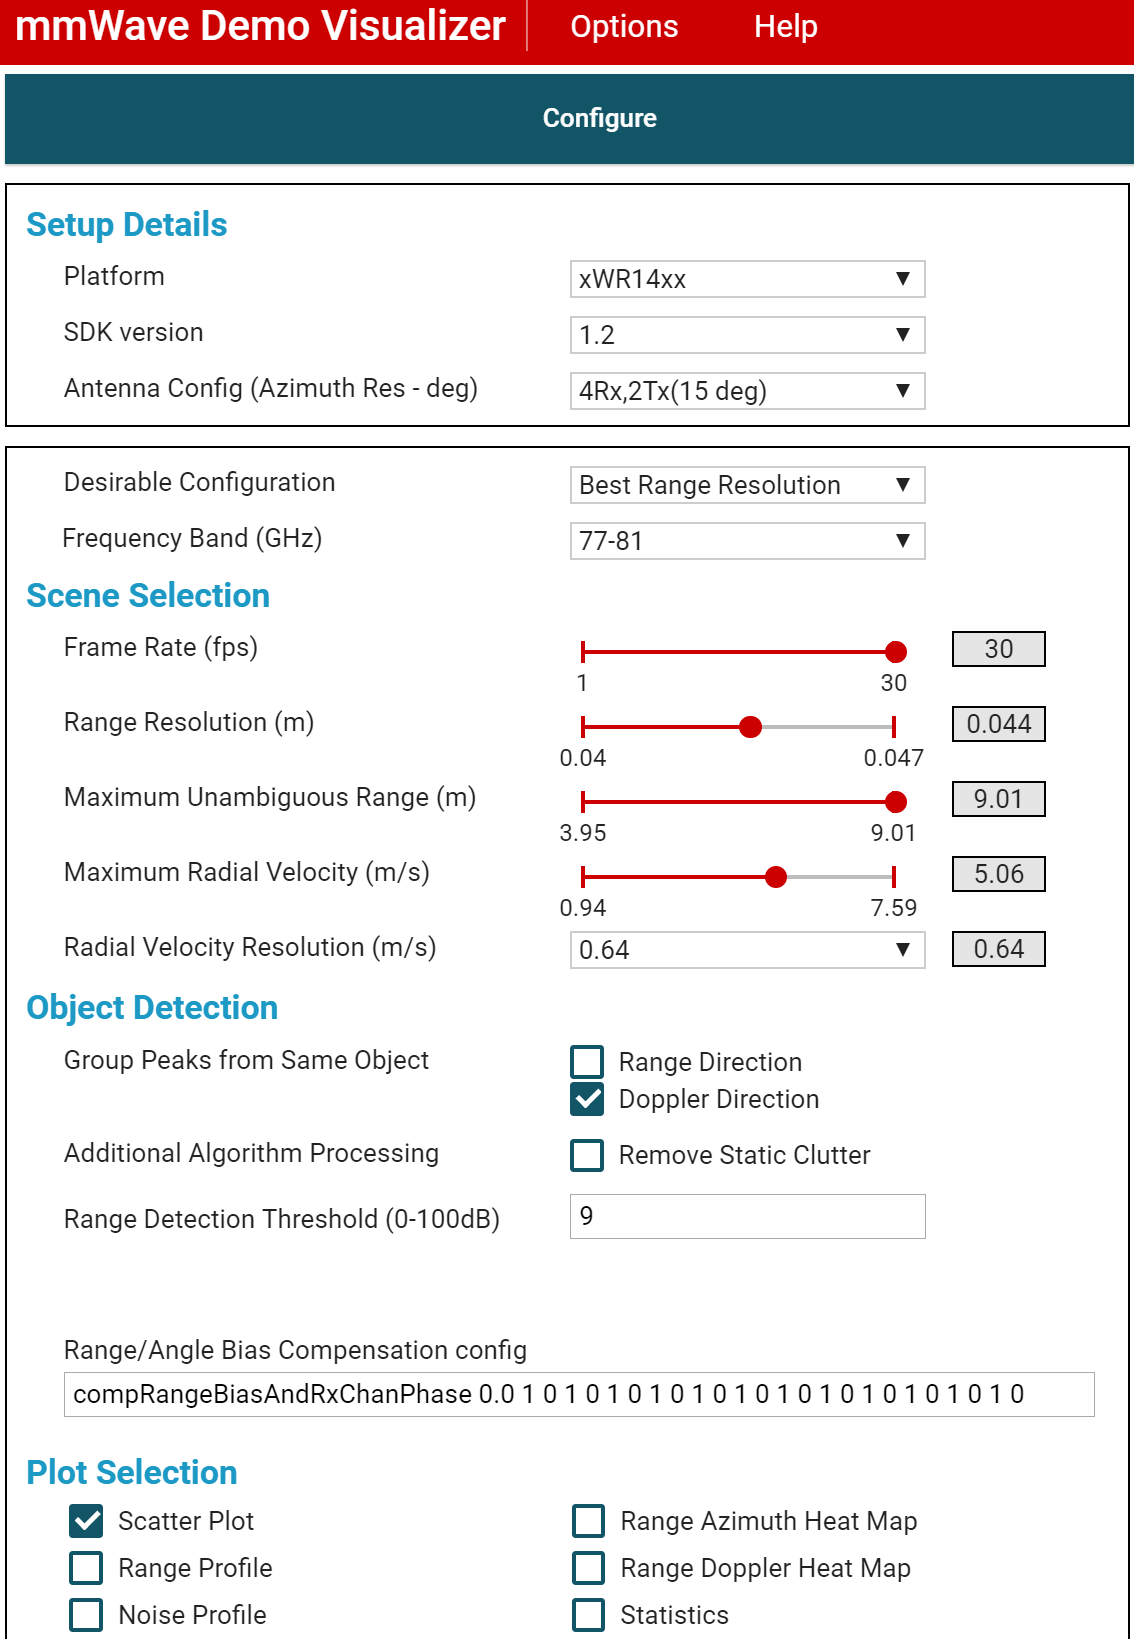 mmWave Demo Visualizer Options Help
Configure
Setup Details
Platform xWR14xx
SDK version 1.2
Antenna Config (Azimuth Res - deg) 4Rx,2Tx(15 deg)
Desirable Configuration Best Range Resolution
Frequency Band (GHz) 77-81
Scene Selection
Frame Rate (fps) 30
1 30
Range Resolution (m) 0.044
0.04 0.047
Maximum Unambiguous Range (m) 9.01
3.95 9.01
Maximum Radial Velocity (m/s) 5.06
0.94 7.59
Radial Velocity Resolution (m/s) 0.64 0.64
Object Detection
Group Peaks from Same Object Range Direction
Doppler Direction
Additional Algorithm Processing Remove Static Clutter
Range Detection Threshold (0-100dB) 9
Range/Angle Bias Compensation config
compRangeBiasAndRxChanPhase 0.0 1 0 1 0 1 0 1 0 1 0 1 0 1 0 1 0 1 0 1 0 1 0 1 0
Plot Selection
Scatter Plot Range Azimuth Heat Map
Range Profile Range Doppler Heat Map
Noise Profile Statistics